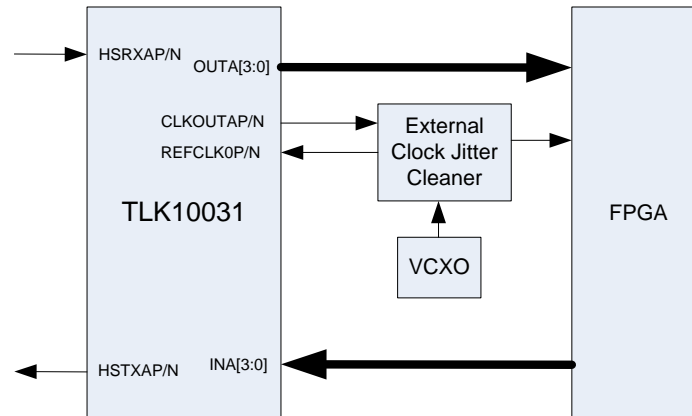 HSRXAP/N
OUTA[3:0]
CLKOUTAP/N
REFCLK0P/N
External
Clock Jitter
Cleaner
TLK10031
FPGA
VCXO
HSTXAP/N
INA[3:0]